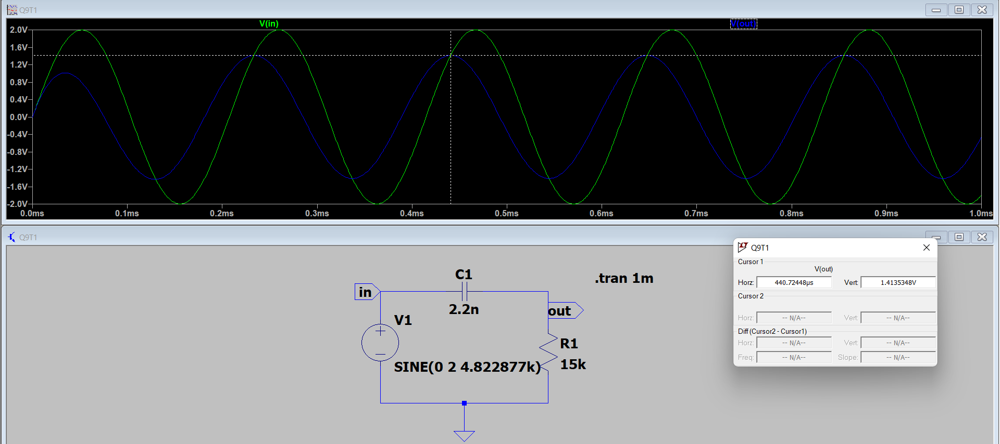 Q9T1
V(in)
V(out)
2.0V
1.6V
1.2V
0.8V
0.4V
0.0V
-0.4V
-0.8V
-1.2V
-1.6V
-2.0V
0.0ms 0.1ms 0.2ms 0.3ms 0.4ms 0.5ms 0.6ms 0.7ms 0.8ms 0.9ms 1.0ms
Q9T1
in
C1
2.2n
.tran 1m
out
V1
R1
15k
SINE(0 2 4.822877k)
Q9T1
Cursor 1
V(out)
Horz: 440.72448µs Vert: 1.4135348V
Cursor 2
Horz: -- N/A-- Vert: -- N/A--
Diff (Cursor2 - Cursor1)
Horz: -- N/A-- Vert: -- N/A--
Freq: -- N/A-- Slope: -- N/A--